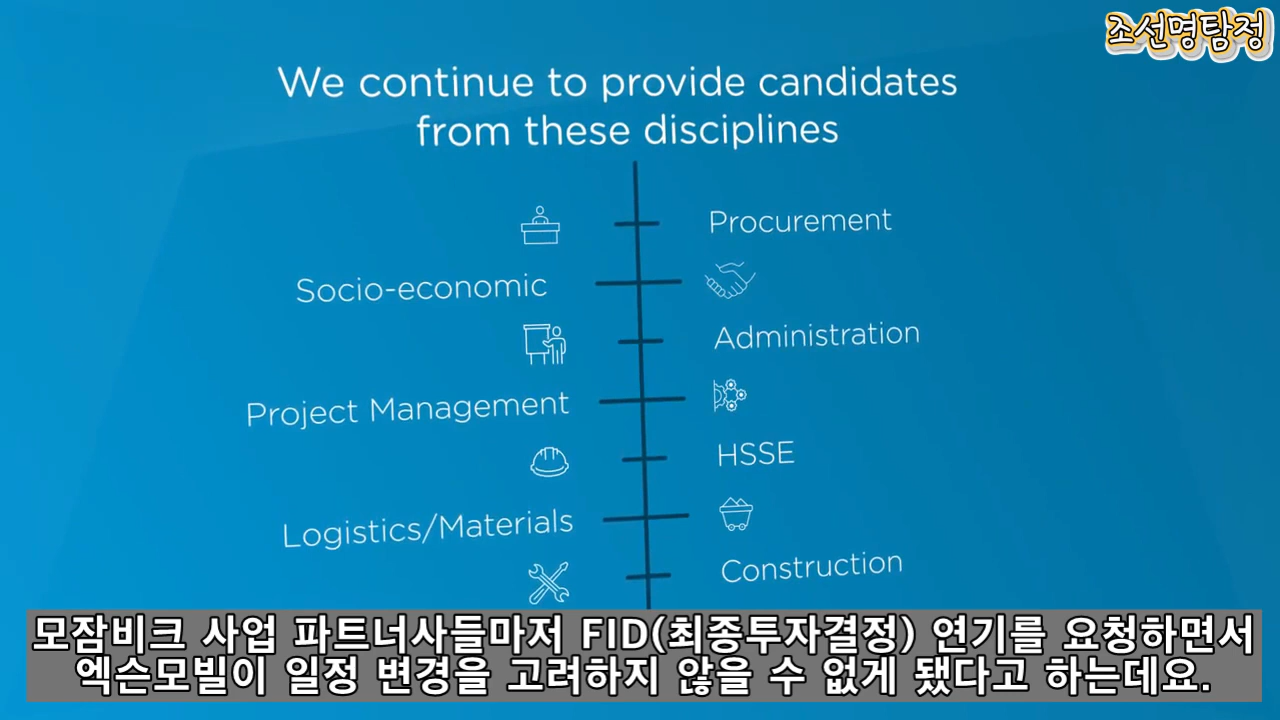 조선명탐정
We continue to provide candidates
from these disciplines
Procurement
Socio-economic
Administration
Project Management
HSSE
Logistics/Materials
Construction
모잠비크 사업 파트너사들마저 FID(최종투자결정) 연기를 요청하면서
엑슨모빌이 일정 변경을 고려하지 않을 수 없게 됐다고 하는데요.